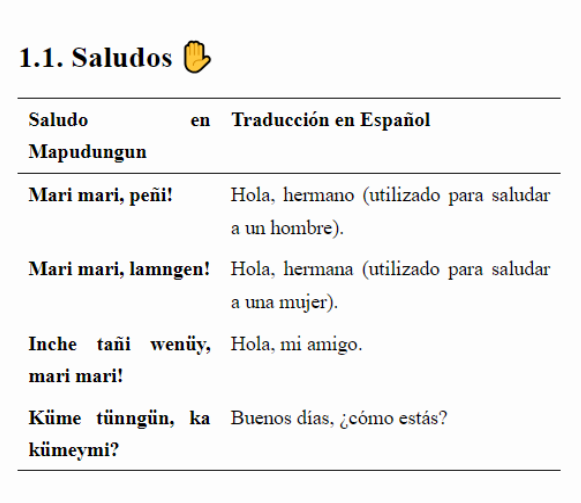 1.1. Saludos ✋
Saludo en Traducción en Español
Mapudungun
Mari mari, peñi! Hola, hermano (utilizado para saludar
a un hombre).
Mari mari, lamngen! Hola, hermana (utilizado para saludar
a una mujer).
Inche tañi wenüy, Hola, mi amigo.
mari mari!
Küme tünngün, ka Buenos días, ¿cómo estás?
kümeymi?